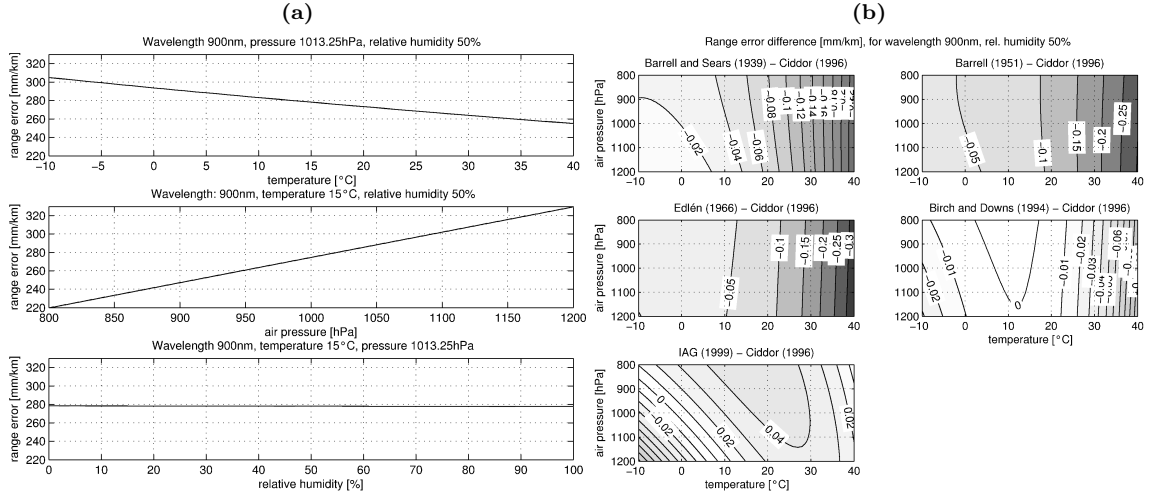 (a)
Wavelength 900nm, pressure 1013.25hPa, relative humidity 50%
range error [mm/km]
320
300
280
260
240
220
−10 −5 0 5 10 15 20 25 30 35 40
temperature [°C]
Wavelength: 900nm, temperature 15°C, relative humidity 50%
range error [mm/km]
320
300
280
260
240
220
800 850 900 950 1000 1050 1100 1150 1200
air pressure [hPa]
Wavelength 900nm, temperature 15°C, pressure 1013.25hPa
range error [mm/km]
320
300
280
260
240
220
0 10 20 30 40 50 60 70 80 90 100
relative humidity [%]
(b)
Range error difference [mm/km], for wavelength 900nm, rel. humidity 50%
Barrell and Sears (1939) − Ciddor (1996)
air pressure [hPa]
800
900
1000
1100
1200
−0.02
−0.04
−0.06
−0.08
−0.1
−0.12
−0.14
−0.16
−10 0 10 20 30 40
Barrell (1951) − Ciddor (1996)
800
900
1000
1100
1200
−0.05
−0.1
−0.15
−0.2
−0.25
−10 0 10 20 30 40
Edlén (1966) − Ciddor (1996)
air pressure [hPa]
800
900
1000
1100
1200
−0.05
−0.1
−0.15
−0.2
−0.25
−0.3
−10 0 10 20 30 40
Birch and Downs (1994) − Ciddor (1996)
800
900
1000
1100
1200
−0.02
−0.01
0
−0.01
−0.02
−0.03
−0.04
−0.06
−10 0 10 20 30 40
temperature [°C]
IAG (1999) − Ciddor (1996)
air pressure [hPa]
800
900
1000
1100
1200
0
−0.02
0.02
0.04
0.02
−10 0 10 20 30 40
temperature [°C]